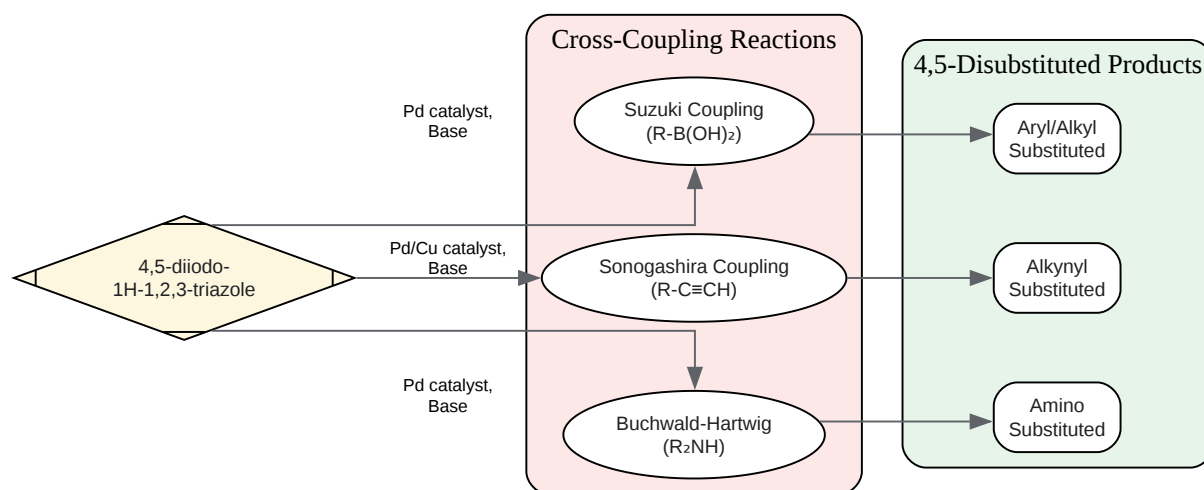 Cross-Coupling Reactions
4,5-Disubstituted Products
Pd catalyst,
Base
Suzuki Coupling
(R-B(OH)₂)
Aryl/Alkyl
Substituted
4,5-diiodo-
1H-1,2,3-triazole
Pd/Cu catalyst,
Base
Sonogashira Coupling
(R-C≡CH)
Alkynyl
Substituted
Pd catalyst,
Base
Buchwald-Hartwig
(R₂NH)
Amino
Substituted